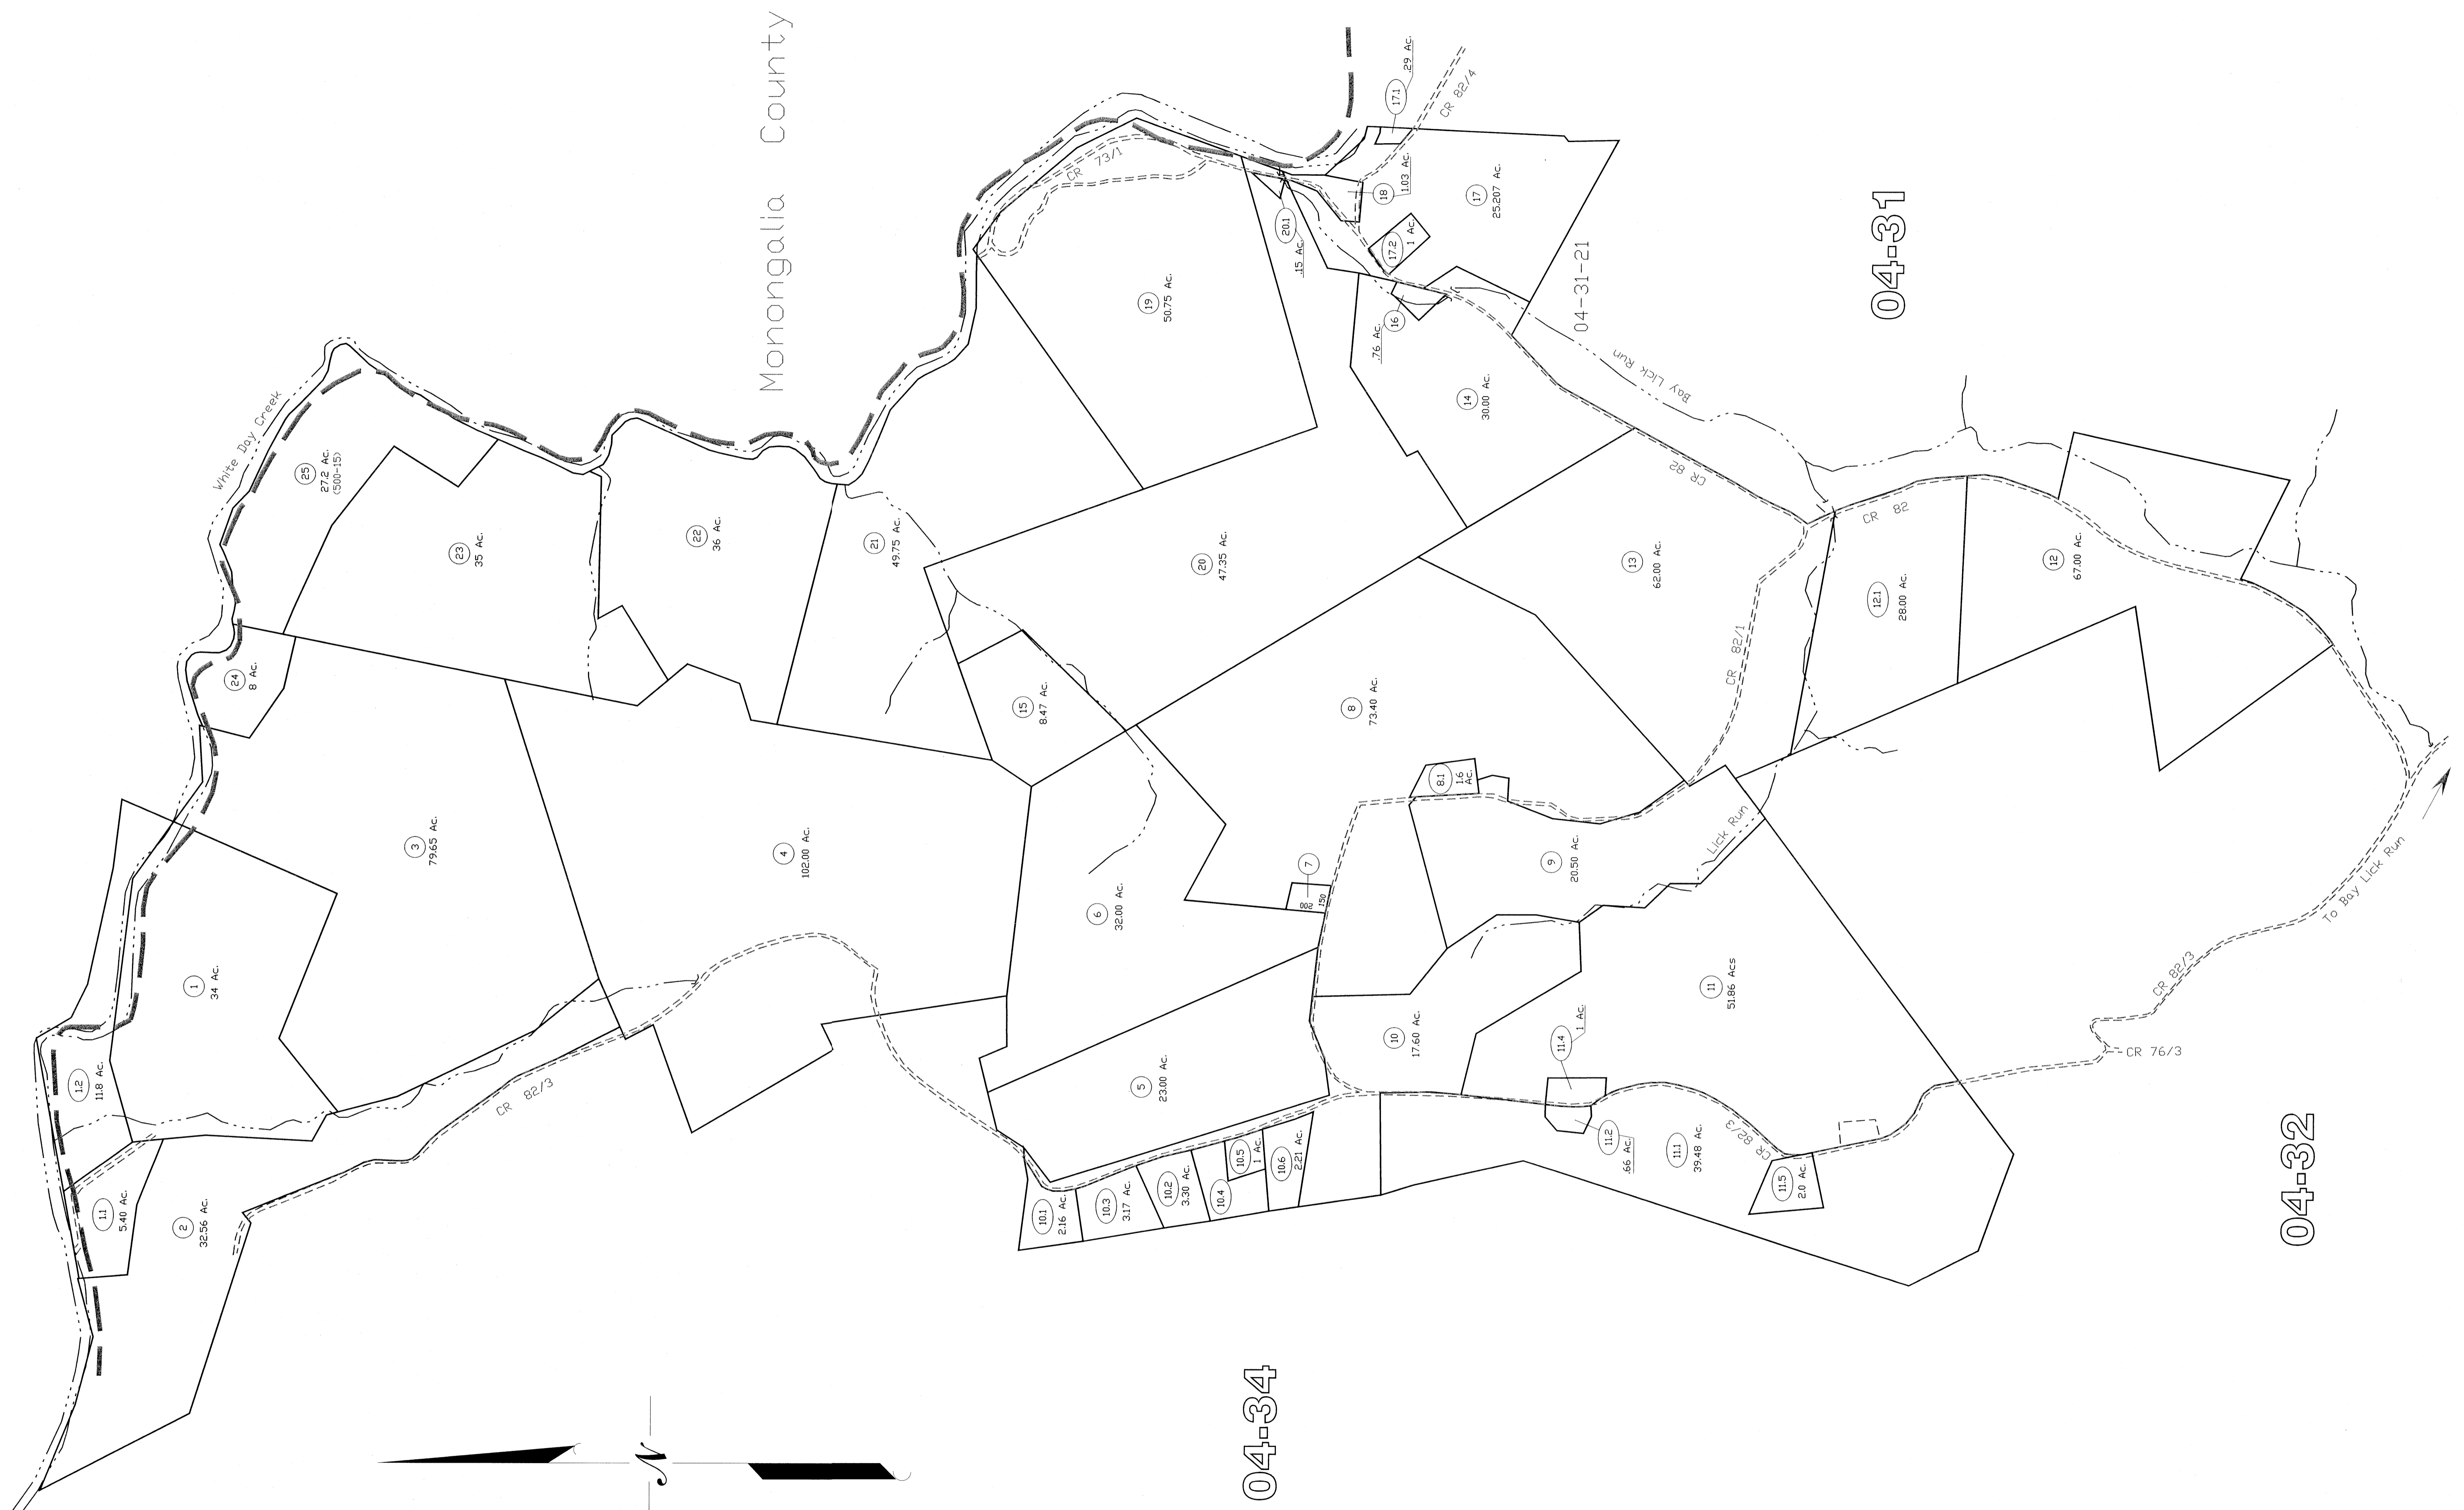 Monongalia County
.29 Ac.
17.1
CR 82/4
CR 73/1
1.03 Ac.
18
17
25.207 Ac.
04-31
20.1
.15 Ac.
17.2
1 Ac.
04-31-21
19
50.75 Ac.
16
.76 Ac.
Bay Lick Run
14
30.00 Ac.
White Day Creek
25
27.2 Ac.
(500-15)
CR 82
CR 82
23
35 Ac.
22
36 Ac.
21
49.75 Ac.
20
47.35 Ac.
13
62.00 Ac.
12.1
28.00 Ac.
12
67.00 Ac.
24
8 Ac.
CR 82/1
15
8.47 Ac.
8
73.40 Ac.
8.1
1.6
Ac.
3
79.65 Ac.
4
102.00 Ac.
7
200
150
9
20.50 Ac.
Lick Run
6
32.00 Ac.
To Bay Lick Run
1
34 Ac.
11
51.86 Acs
CR 82/3
10
17.60 Ac.
11.4
1 Ac.
CR 76/3
1.2
11.8 Ac.
CR 82/3
5
23.00 Ac.
11.2
.66 Ac.
11.1
39.48 Ac.
CR 82/3
10.5
1 Ac.
10.6
2.21 Ac.
11.5
2.0 Ac.
1.1
5.40 Ac.
2
32.56 Ac.
10.1
2.16 Ac.
10.3
3.17 Ac.
10.2
3.30 Ac.
10.4
04-32
N
04-34